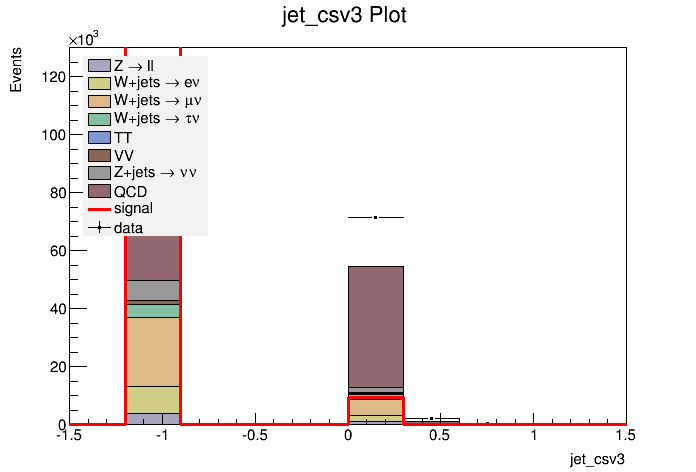 jet_csv3 Plot
×10³
Events
Z → ll
W+jets → eν
W+jets → μν
W+jets → τν
TT
VV
Z+jets → νν
QCD
signal
data
120
100
80
60
40
20
0
-1.5
-1
-0.5
0
0.5
1
1.5
jet_csv3